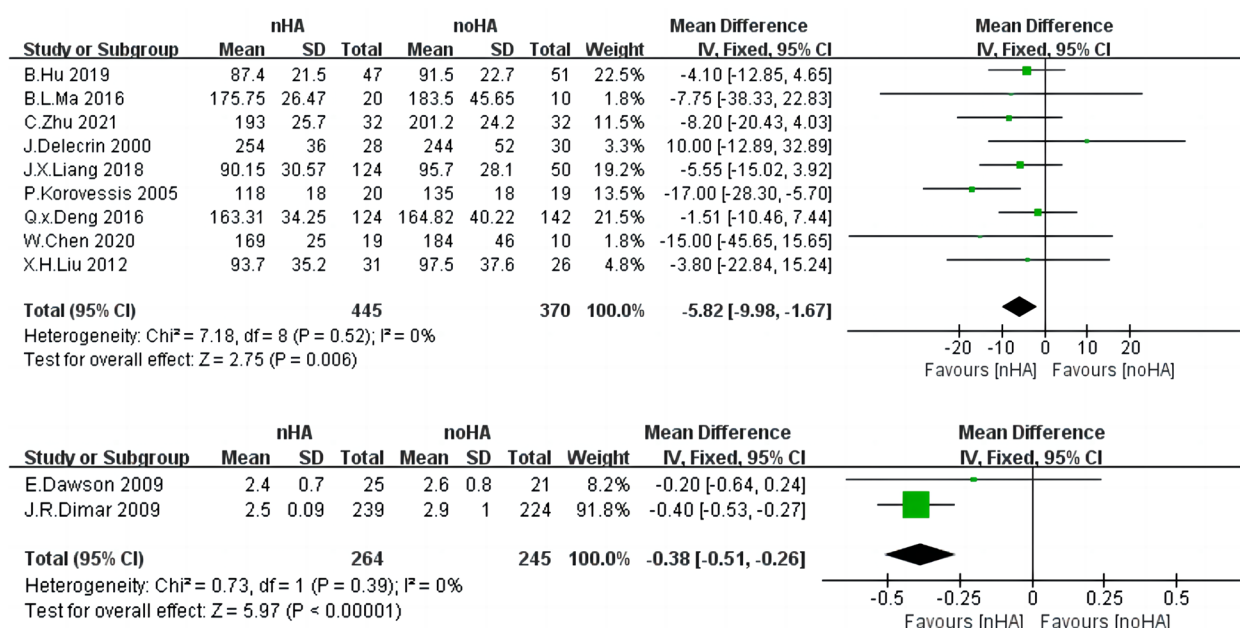 nHA noHA Mean Difference Mean Difference
Study or Subgroup Mean SD Total Mean SD Total Weight IV, Fixed, 95% CI IV, Fixed, 95% CI
B.Hu 2019 87.4 21.5 47 91.5 22.7 51 22.5% -4.10 [-12.85, 4.65]
B.L.Ma 2016 175.75 26.47 20 183.5 45.65 10 1.8% -7.75 [-38.33, 22.83]
C.Zhu 2021 193 25.7 32 201.2 24.2 32 11.5% -8.20 [-20.43, 4.03]
J.Delecrin 2000 254 36 28 244 52 30 3.3% 10.00 [-12.89, 32.89]
J.X.Liang 2018 90.15 30.57 124 95.7 28.1 50 19.2% -5.55 [-15.02, 3.92]
P.Korovessis 2005 118 18 20 135 18 19 13.5% -17.00 [-28.30, -5.70]
Q.x.Deng 2016 163.31 34.25 124 164.82 40.22 142 21.5% -1.51 [-10.46, 7.44]
W.Chen 2020 169 25 19 184 46 10 1.8% -15.00 [-45.65, 15.65]
X.H.Liu 2012 93.7 35.2 31 97.5 37.6 26 4.8% -3.80 [-22.84, 15.24]
Total (95% CI) 445 370 100.0% -5.82 [-9.98, -1.67]
Heterogeneity: Chi² = 7.18, df = 8 (P = 0.52); I² = 0%
Test for overall effect: Z = 2.75 (P = 0.006)
-20 -10 0 10 20
Favours [nHA] Favours [noHA]
nHA noHA Mean Difference Mean Difference
Study or Subgroup Mean SD Total Mean SD Total Weight IV, Fixed, 95% CI IV, Fixed, 95% CI
E.Dawson 2009 2.4 0.7 25 2.6 0.8 21 8.2% -0.20 [-0.64, 0.24]
J.R.Dimar 2009 2.5 0.09 239 2.9 1 224 91.8% -0.40 [-0.53, -0.27]
Total (95% CI) 264 245 100.0% -0.38 [-0.51, -0.26]
Heterogeneity: Chi² = 0.73, df = 1 (P = 0.39); I² = 0%
Test for overall effect: Z = 5.97 (P < 0.00001)
-0.5 -0.25 0 0.25 0.5
Favours [nHA] Favours [noHA]